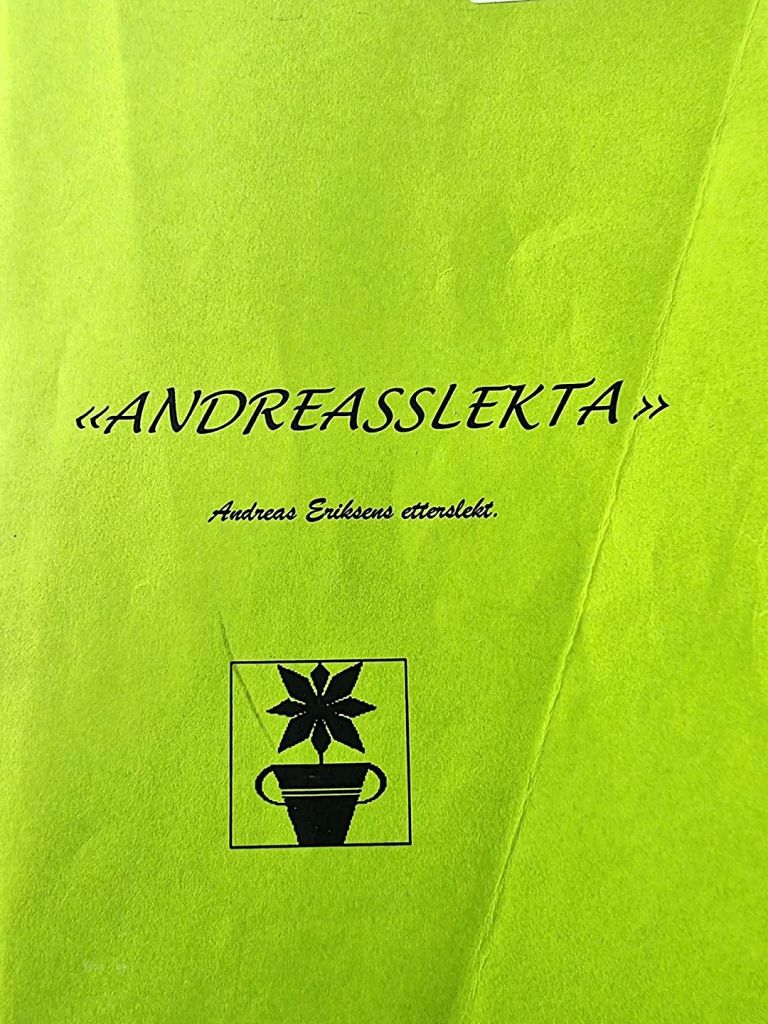 «ANDREASSLEKTA»
Andreas Eriksens etterslekt.